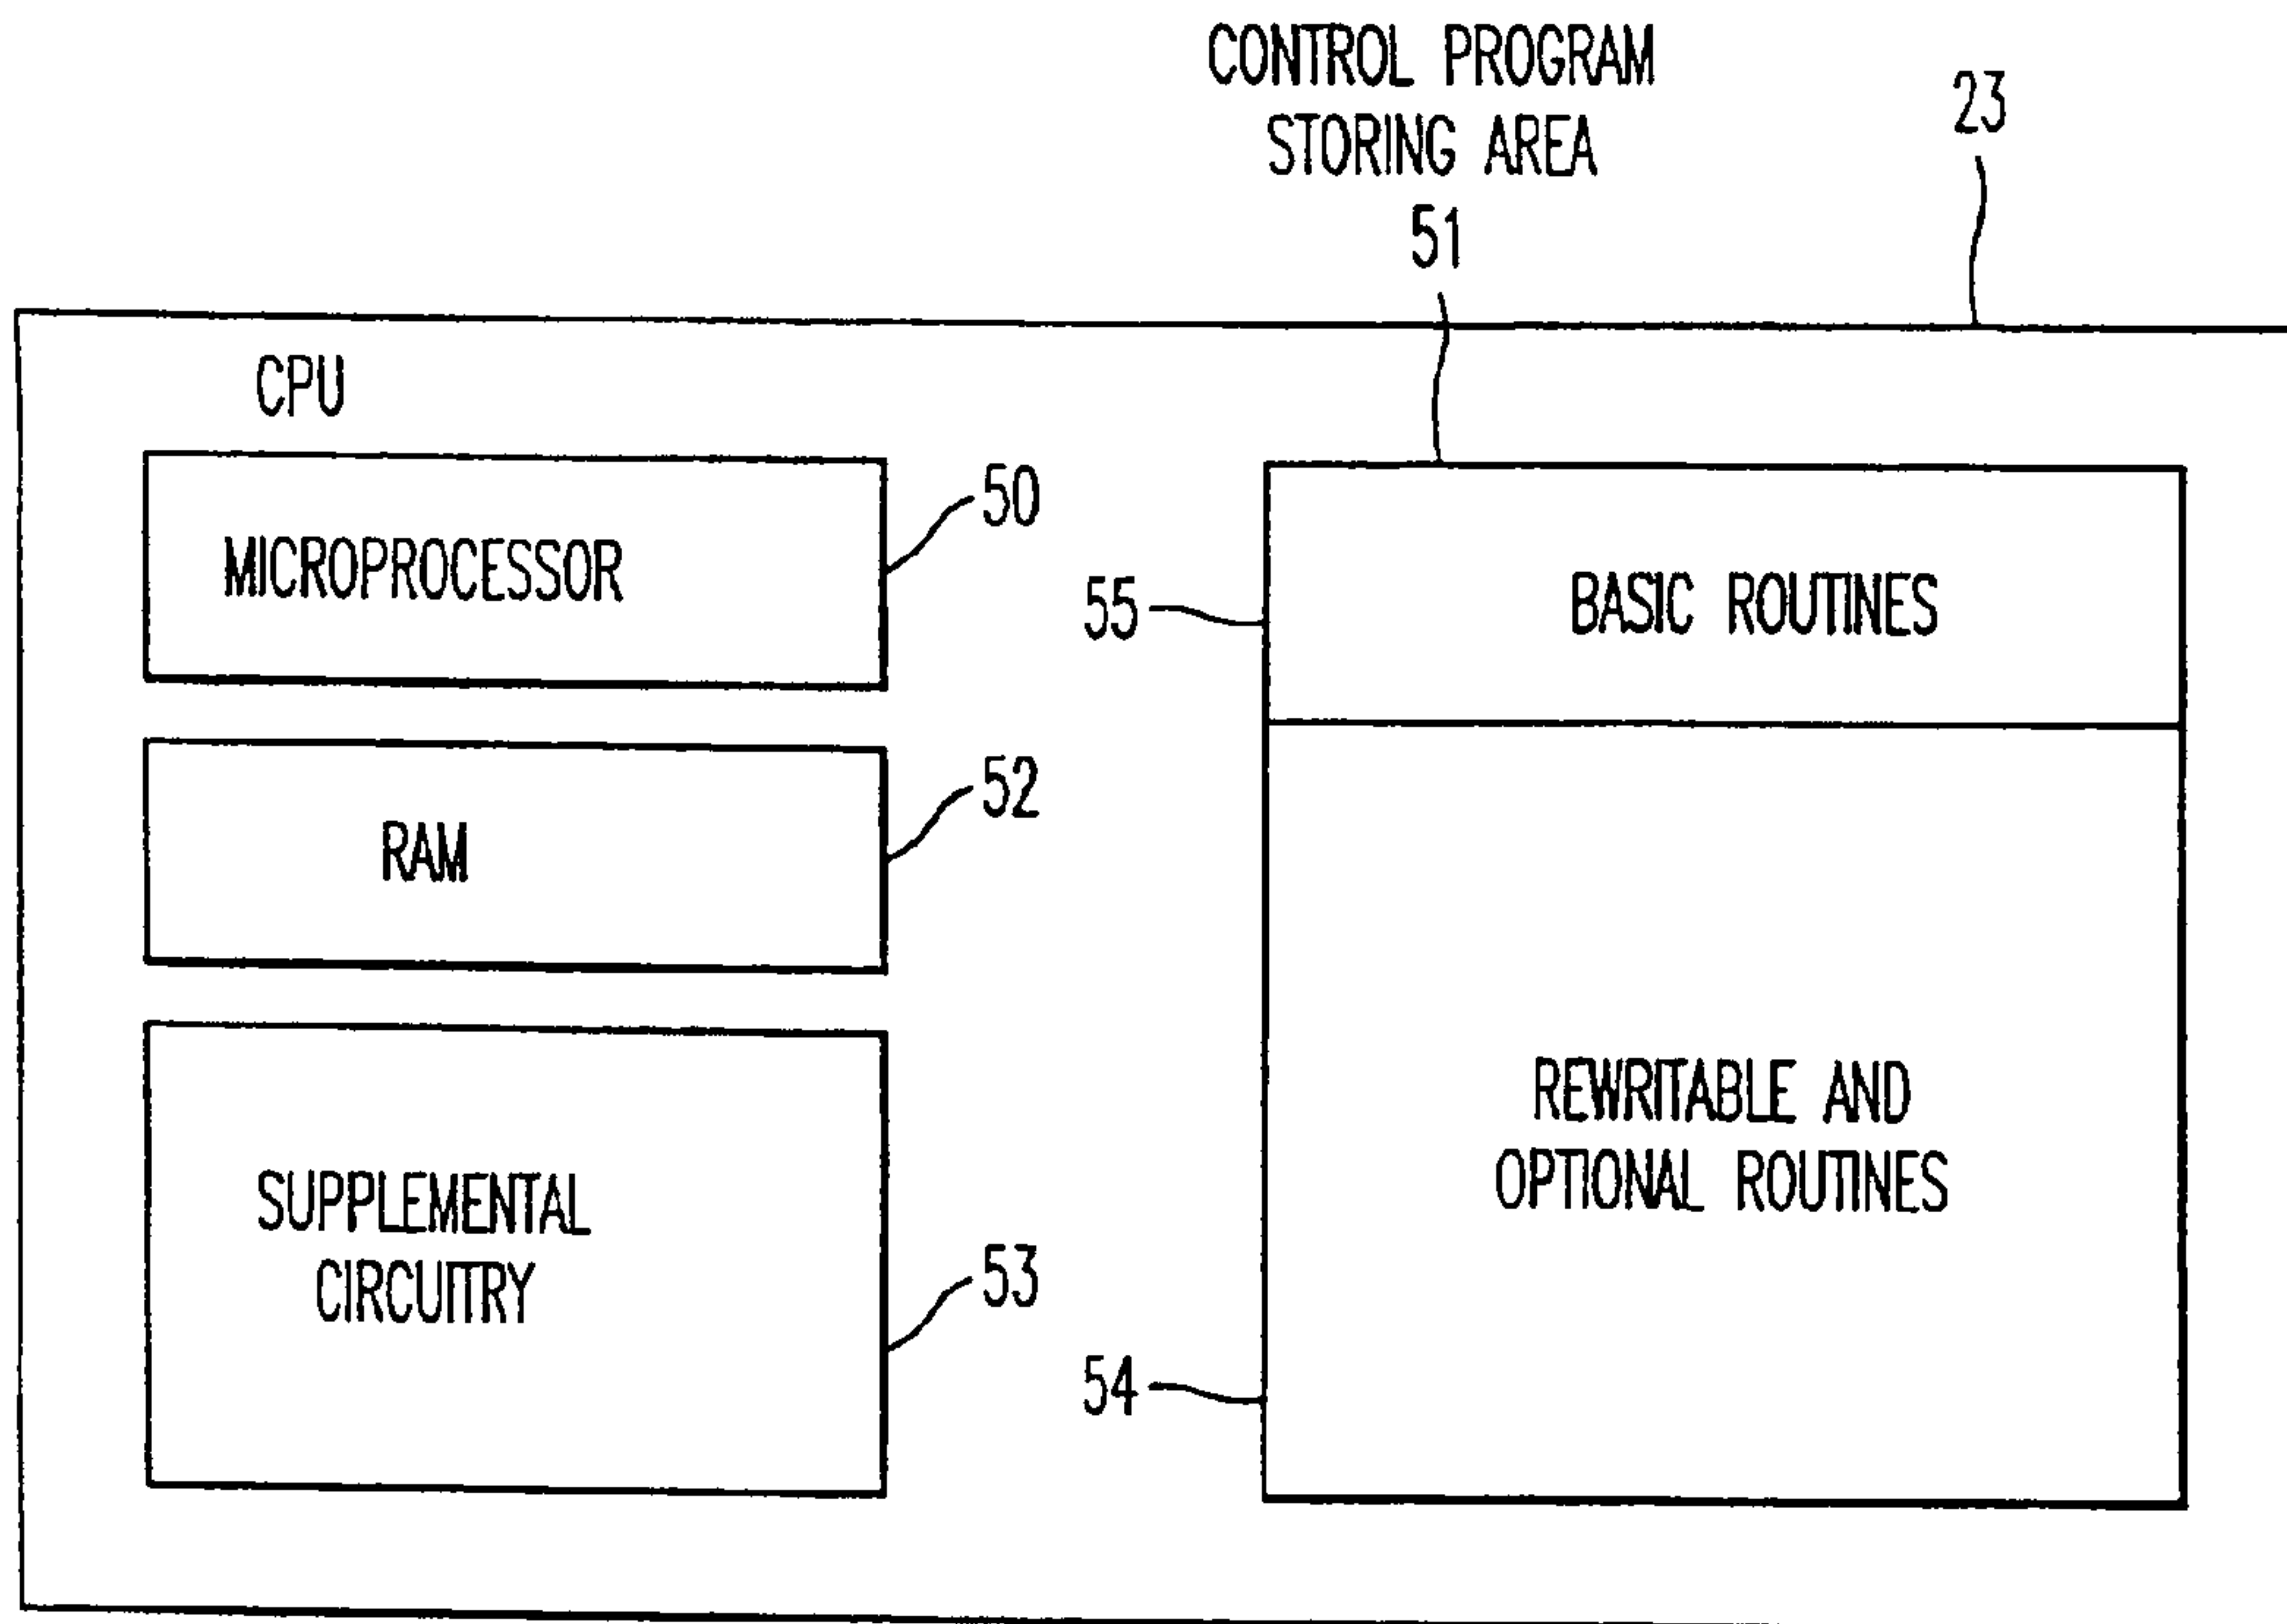 CONTROL PROGRAM
STORING AREA
51
23
CPU
MICROPROCESSOR
50
55
BASIC ROUTINES
RAM
52
REWRITABLE AND
OPTIONAL ROUTINES
SUPPLEMENTAL
CIRCUITRY
53
54